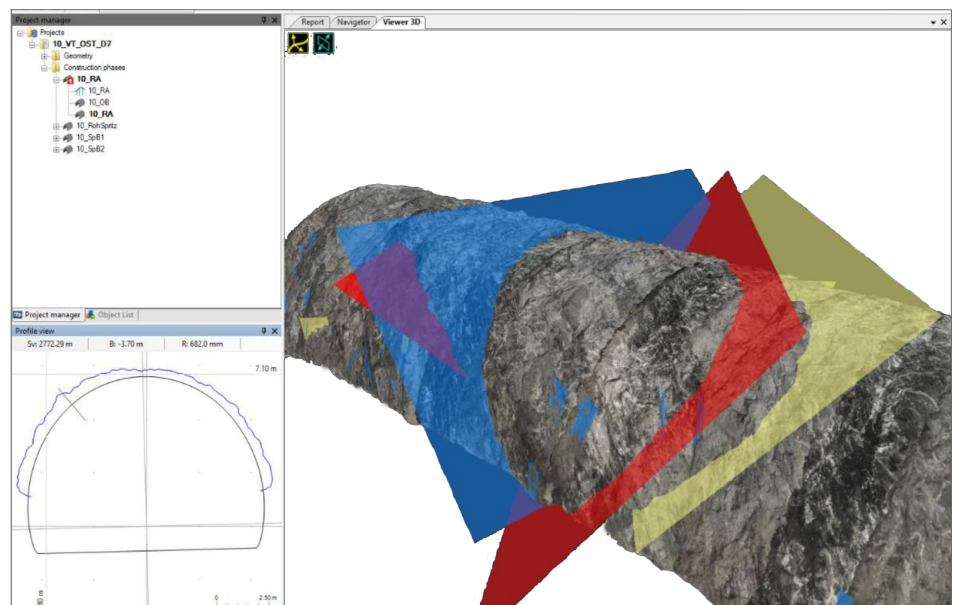 Project manager
Projects
10_VT_OST_D7
Geometry
Construction phases
10_RA
10_RA
10_OB
10_RA
10_RohSpritz
10_SpB1
10_SpB2
Project manager Object List
Profile view
Sv: 2772.29 m B: -3.70 m R: 682.0 mm
7.10 m
0 2.50 m
Report Navigator Viewer 3D